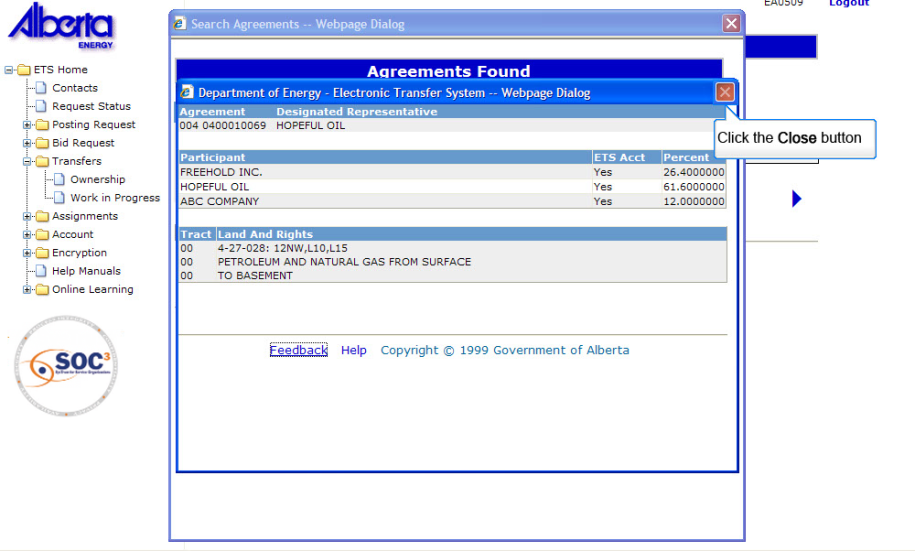 Alberta
ENERGY
EA0509 Logout
ETS Home
Contacts
Request Status
Posting Request
Bid Request
Transfers
Ownership
Work in Progress
Assignments
Account
Encryption
Help Manuals
Online Learning
SOC³
Search Agreements -- Webpage Dialog
Agreements Found
Department of Energy - Electronic Transfer System -- Webpage Dialog
Agreement Designated Representative
004 0400010069 HOPEFUL OIL
Click the Close button
Participant ETS Acct Percent
FREEHOLD INC. Yes 26.4000000
HOPEFUL OIL Yes 61.6000000
ABC COMPANY Yes 12.0000000
Tract Land And Rights
00 4-27-028: 12NW,L10,L15
00 PETROLEUM AND NATURAL GAS FROM SURFACE
00 TO BASEMENT
Feedback Help Copyright © 1999 Government of Alberta